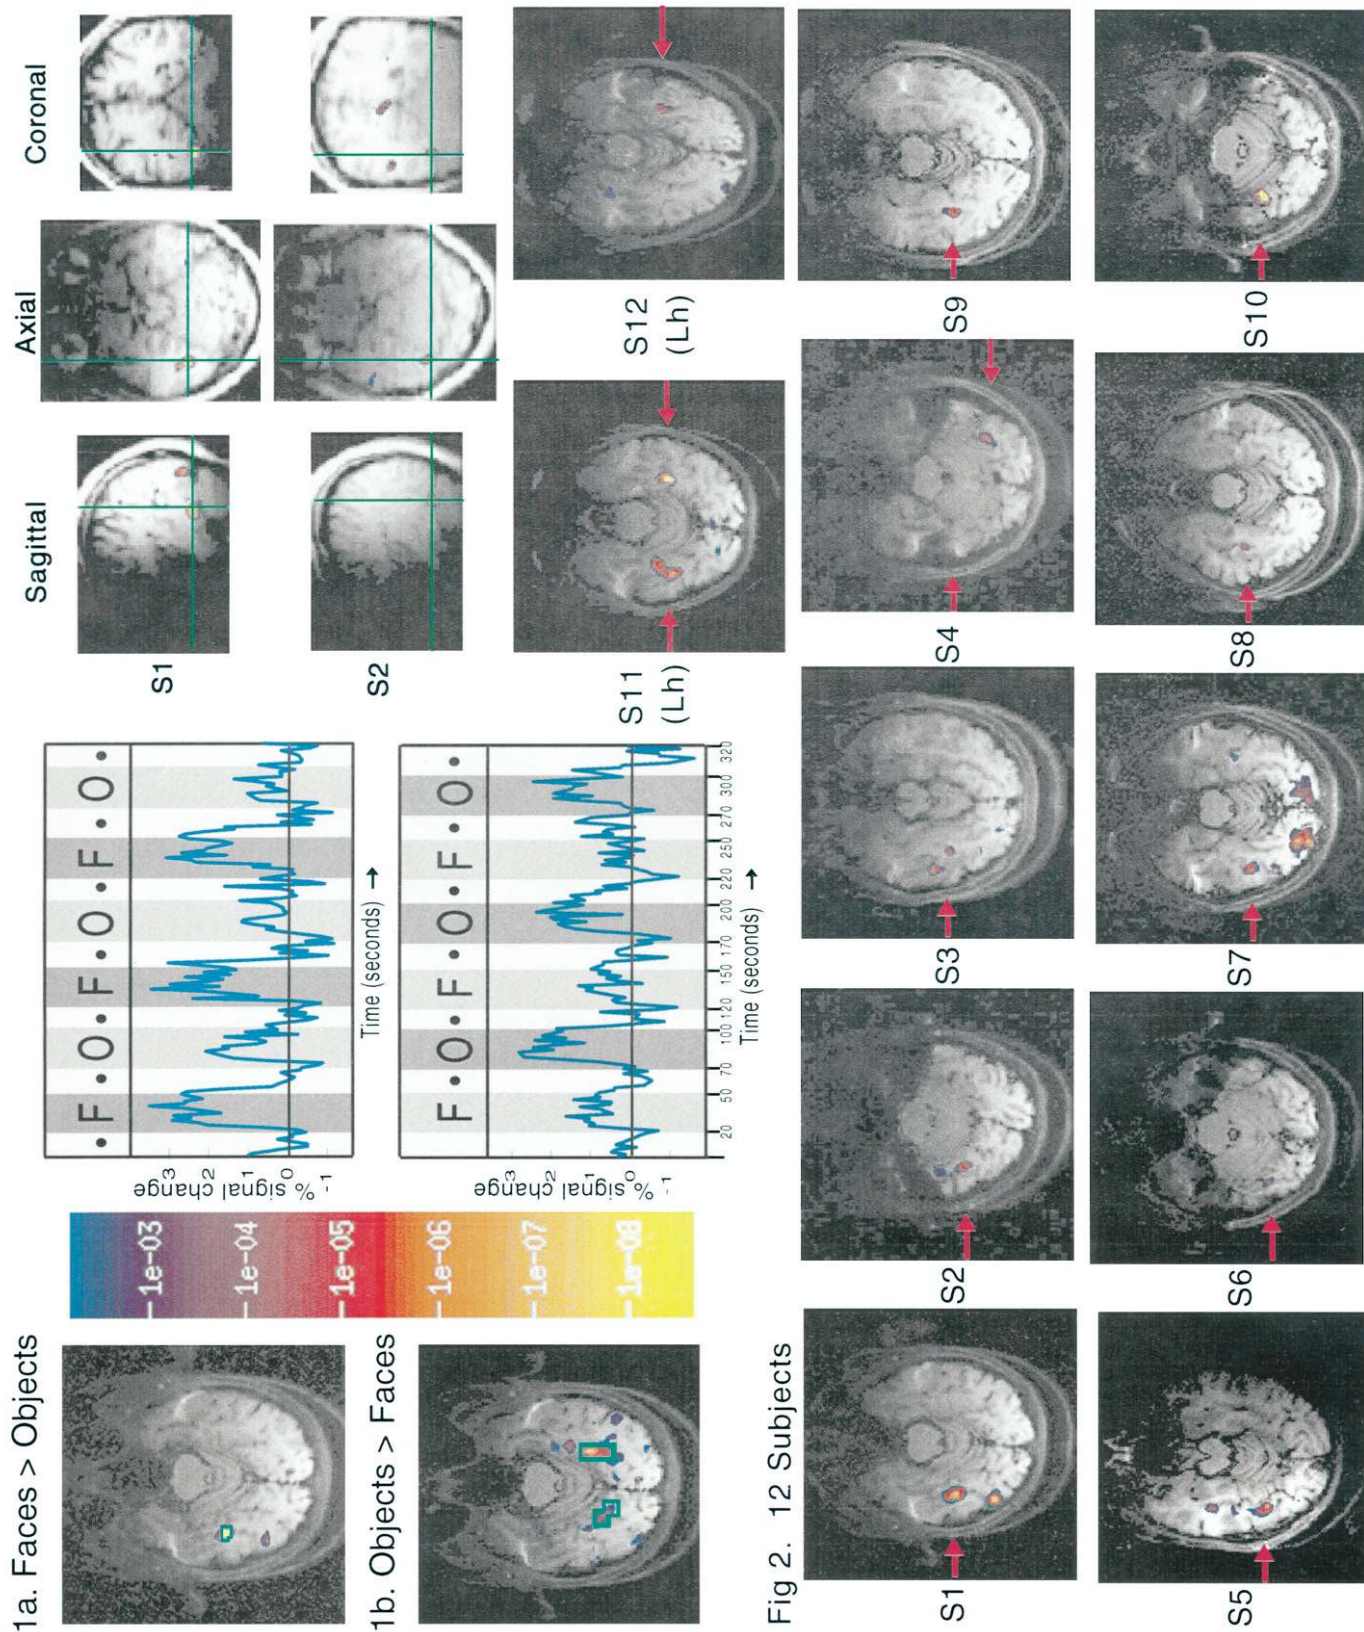 1a. Faces > Objects
1b. Objects > Faces
1e-03
1e-04
1e-05
1e-06
1e-07
1e-08
• F • O • F • O • F • O •
% signal change
-1 0 1 2 3
Time (seconds) →
F • O • F • O • F • O •
% signal change
-1 0 1 2 3
20 50 70 100 120 150 170 200 220 250 270 300 320
Time (seconds) →
Sagittal Axial Coronal
S1
S2
S11
(Lh)
S12
(Lh)
Fig 2. 12 Subjects
S1
S2
S3
S4
S9
S5
S6
S7
S8
S10